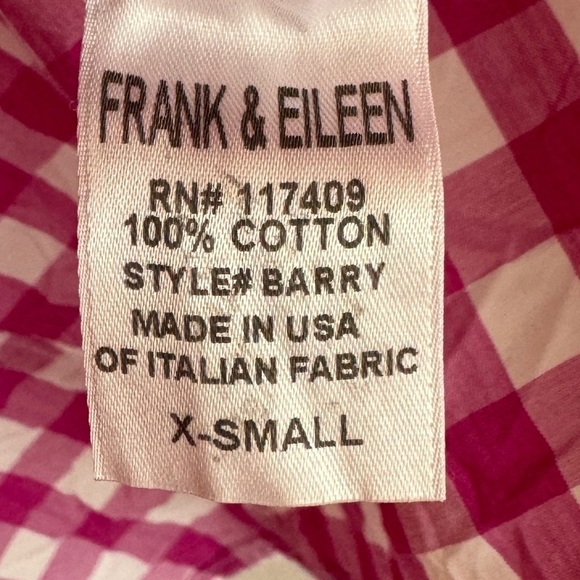 FRANK & EILEEN
RN# 117409
100% COTTON
STYLE# BARRY
MADE IN USA
OF ITALIAN FABRIC
X-SMALL